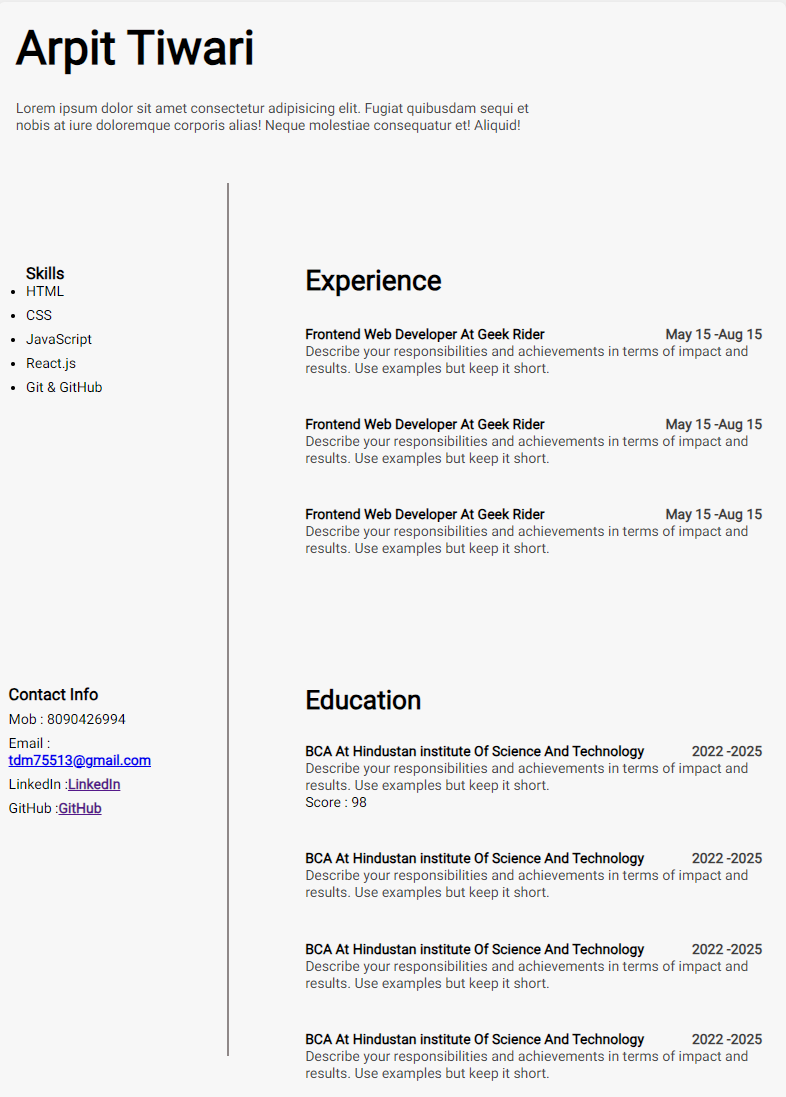 Arpit Tiwari
Lorem ipsum dolor sit amet consectetur adipisicing elit. Fugiat quibusdam sequi et
nobis at iure doloremque corporis alias! Neque molestiae consequatur et! Aliquid!
Skills
HTML
CSS
JavaScript
React.js
Git & GitHub
Contact Info
Mob : 8090426994
Email :
tdm75513@gmail.com
LinkedIn :LinkedIn
GitHub :GitHub
Experience
Frontend Web Developer At Geek Rider May 15 -Aug 15
Describe your responsibilities and achievements in terms of impact and
results. Use examples but keep it short.
Frontend Web Developer At Geek Rider May 15 -Aug 15
Describe your responsibilities and achievements in terms of impact and
results. Use examples but keep it short.
Frontend Web Developer At Geek Rider May 15 -Aug 15
Describe your responsibilities and achievements in terms of impact and
results. Use examples but keep it short.
Education
BCA At Hindustan institute Of Science And Technology 2022 -2025
Describe your responsibilities and achievements in terms of impact and
results. Use examples but keep it short.
Score : 98
BCA At Hindustan institute Of Science And Technology 2022 -2025
Describe your responsibilities and achievements in terms of impact and
results. Use examples but keep it short.
BCA At Hindustan institute Of Science And Technology 2022 -2025
Describe your responsibilities and achievements in terms of impact and
results. Use examples but keep it short.
BCA At Hindustan institute Of Science And Technology 2022 -2025
Describe your responsibilities and achievements in terms of impact and
results. Use examples but keep it short.